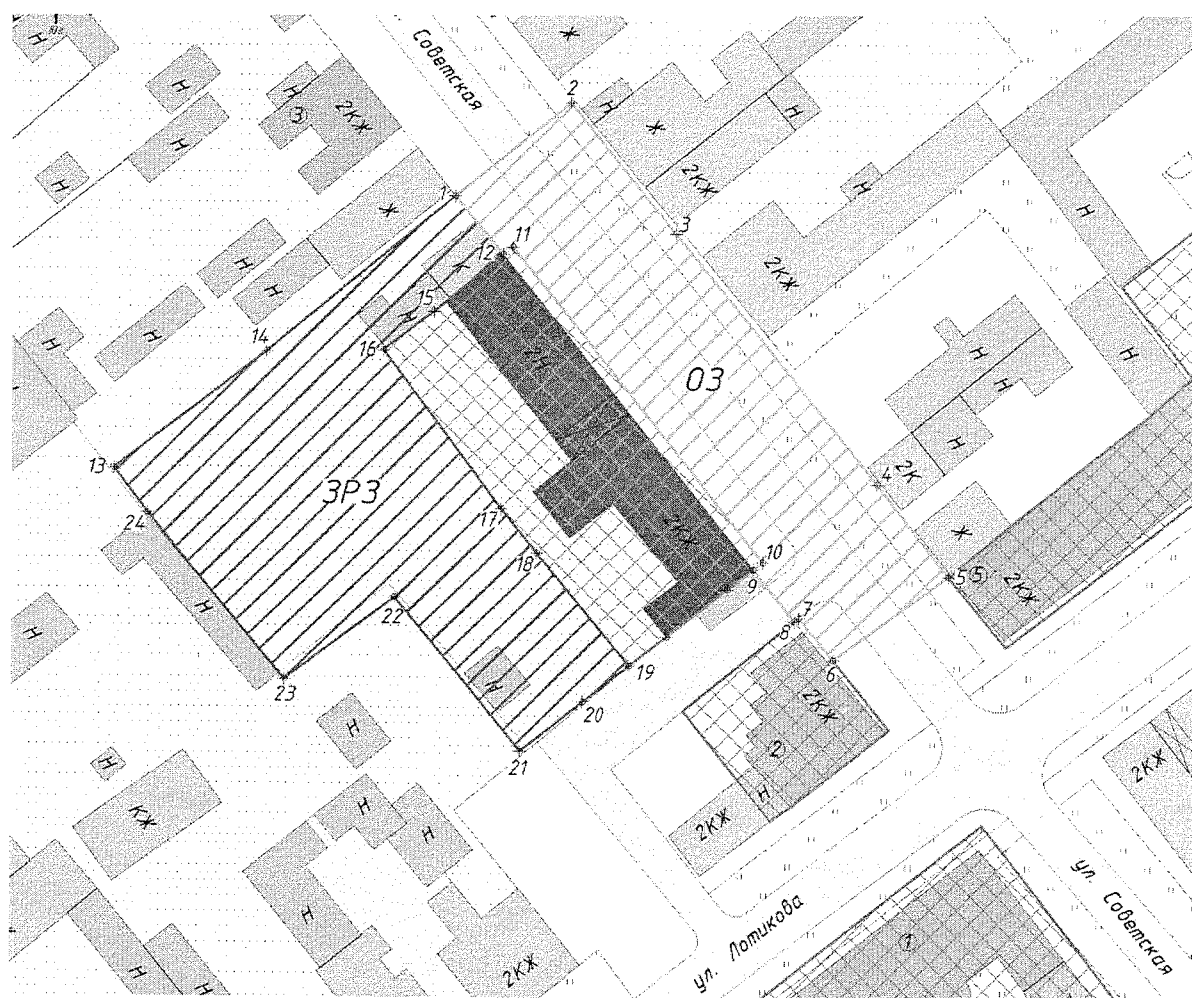 Н
Советская
Ж
2
Н
Н
Н
3
2КЖ
Ж
Н
Н
2КЖ
Н
Н
1
Ж
3
Н
Н
11
12
2КЖ
Н
15
Н
14
Н
16
Н
2Н
ОЗ
Н
Н
Н
13
ЗРЗ
2К
4
24
17
2КЖ
Ж
18
10
9
5
5
2КЖ
Н
22
7
8
Н
19
6
23
Н
20
2КЖ
21
Н
2
Н
2КЖ
Н
КЖ
Н
Н
2КЖ
ул. Советская
Н
ул. Лотикова
1
Н
2КЖ
Н